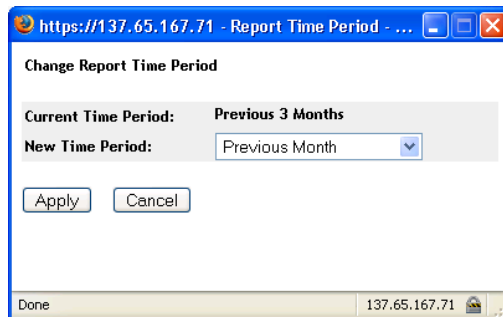 https://137.65.167.71 - Report Time Period - ...
Change Report Time Period
Current Time Period: Previous 3 Months
New Time Period: Previous Month
Apply Cancel
Done 137.65.167.71